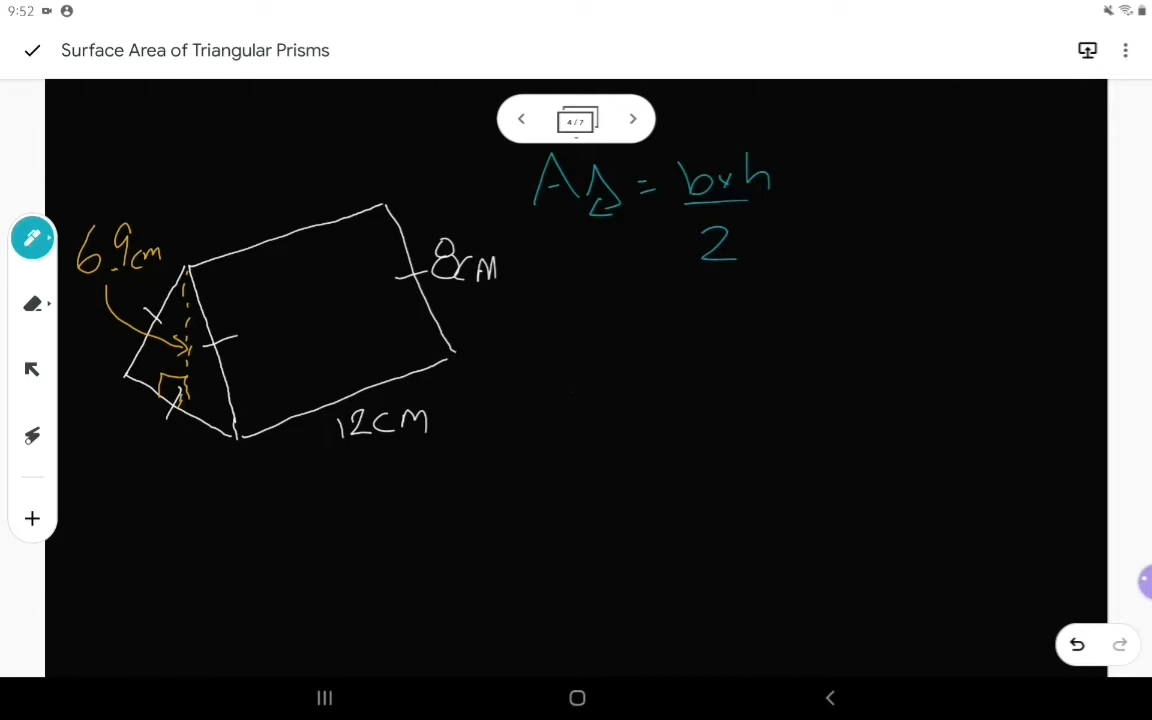 9:52
Surface Area of Triangular Prisms
4/7
A△ = b×h
2
6.9cm
8cm
12cm